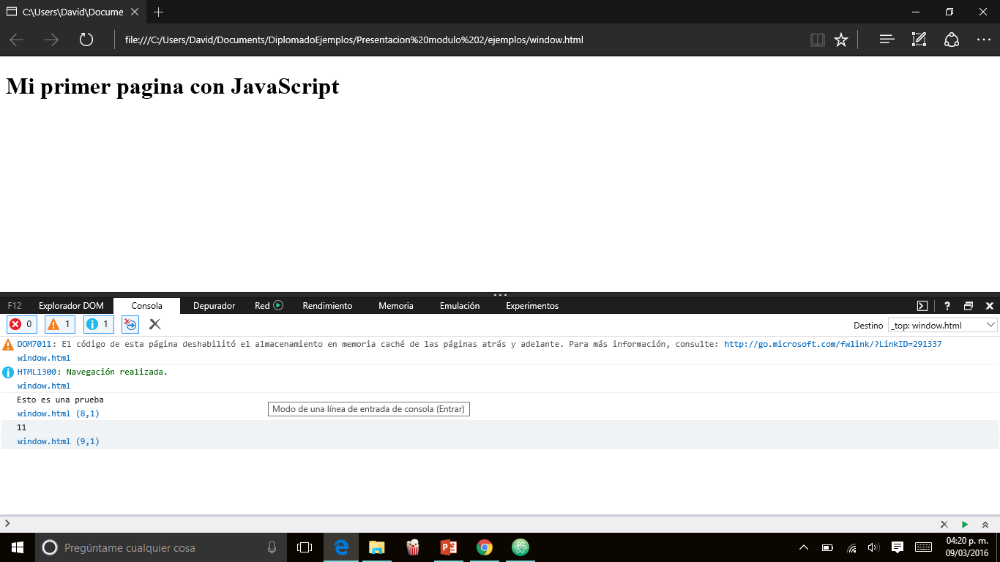 C:\Users\David\Docume
file:///C:/Users/David/Documents/DiplomadoEjemplos/Presentacion%20modulo%202/ejemplos/window.html
Mi primer pagina con JavaScript
F12 Explorador DOM Consola Depurador Red Rendimiento Memoria Emulación Experimentos ?
0 1 1 Destino _top: window.html
DOM7011: El código de esta página deshabilitó el almacenamiento en memoria caché de las páginas atrás y adelante. Para más información, consulte: http://go.microsoft.com/fwlink/?LinkID=291337
window.html
HTML1300: Navegación realizada.
window.html
Esto es una prueba
Modo de una línea de entrada de consola (Entrar)
window.html (8,1)
11
window.html (9,1)
Pregúntame cualquier cosa
04:20 p. m.
09/03/2016